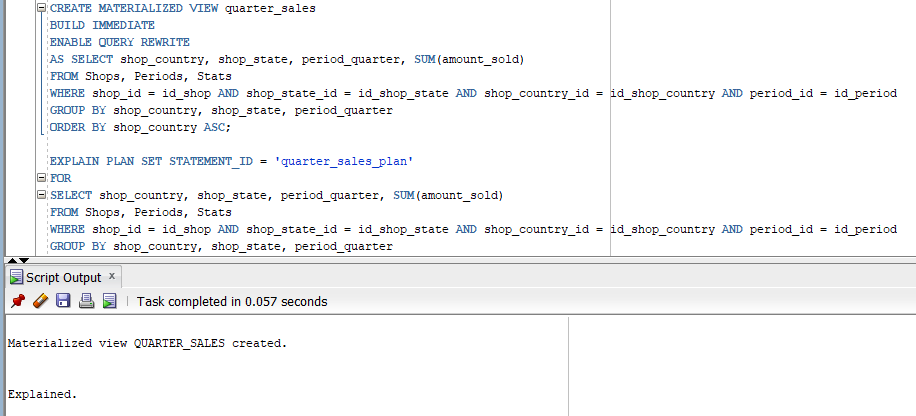 CREATE MATERIALIZED VIEW quarter_sales
BUILD IMMEDIATE
ENABLE QUERY REWRITE
AS SELECT shop_country, shop_state, period_quarter, SUM(amount_sold)
FROM Shops, Periods, Stats
WHERE shop_id = id_shop AND shop_state_id = id_shop_state AND shop_country_id = id_shop_country AND period_id = id_period
GROUP BY shop_country, shop_state, period_quarter
ORDER BY shop_country ASC;
EXPLAIN PLAN SET STATEMENT_ID = 'quarter_sales_plan'
FOR
SELECT shop_country, shop_state, period_quarter, SUM(amount_sold)
FROM Shops, Periods, Stats
WHERE shop_id = id_shop AND shop_state_id = id_shop_state AND shop_country_id = id_shop_country AND period_id = id_period
GROUP BY shop_country, shop_state, period_quarter
Script Output x
Task completed in 0.057 seconds
Materialized view QUARTER_SALES created.
Explained.